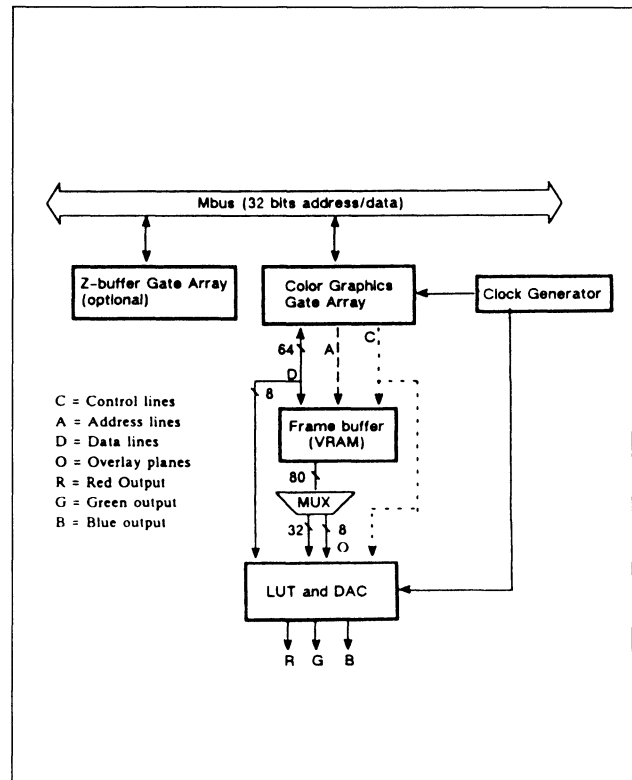 Mbus (32 bits address/data)
Z-buffer Gate Array
(optional)
Color Graphics
Gate Array
Clock Generator
64
A
C
D
8
C = Control lines
A = Address lines
D = Data lines
O = Overlay planes
R = Red Output
G = Green output
B = Blue output
Frame buffer
(VRAM)
80
MUX
32
8
O
LUT and DAC
R G B